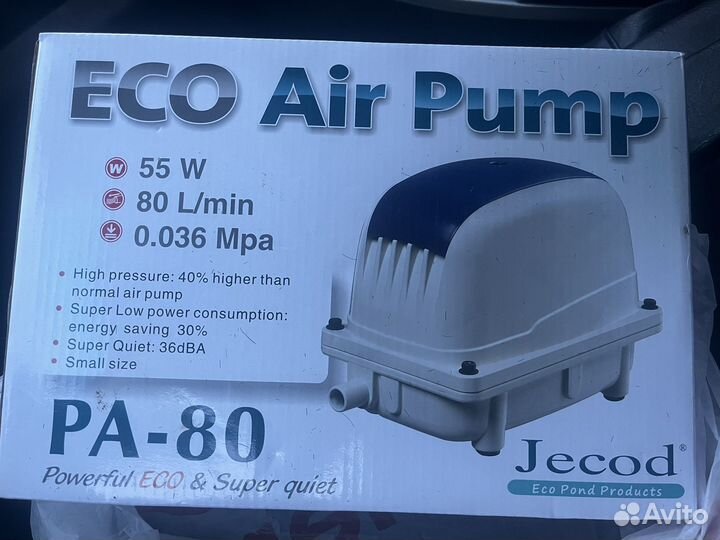 ECO Air Pump
W 55 W
80 L/min
0.036 Mpa
• High pressure: 40% higher than
normal air pump
• Super Low power consumption:
energy saving 30%
• Super Quiet: 36dBA
• Small size
PA-80
Powerful ECO & Super quiet
Jecod®
Eco Pond Products
Avito